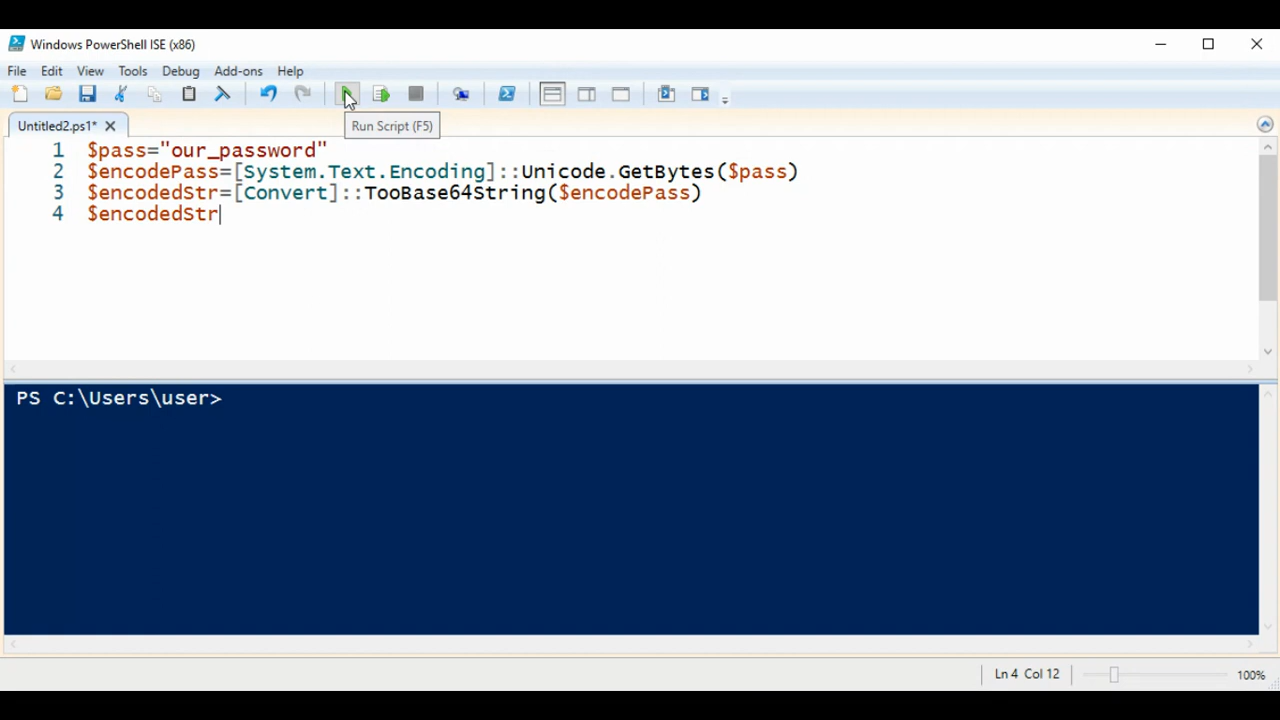 Windows PowerShell ISE (x86)
File Edit View Tools Debug Add-ons Help
Untitled2.ps1*
Run Script (F5)
1 $pass="our_password"
2 $encodePass=[System.Text.Encoding]::Unicode.GetBytes($pass)
3 $encodedStr=[Convert]::TooBase64String($encodePass)
4 $encodedStr
PS C:\Users\user>
Ln 4 Col 12
100%